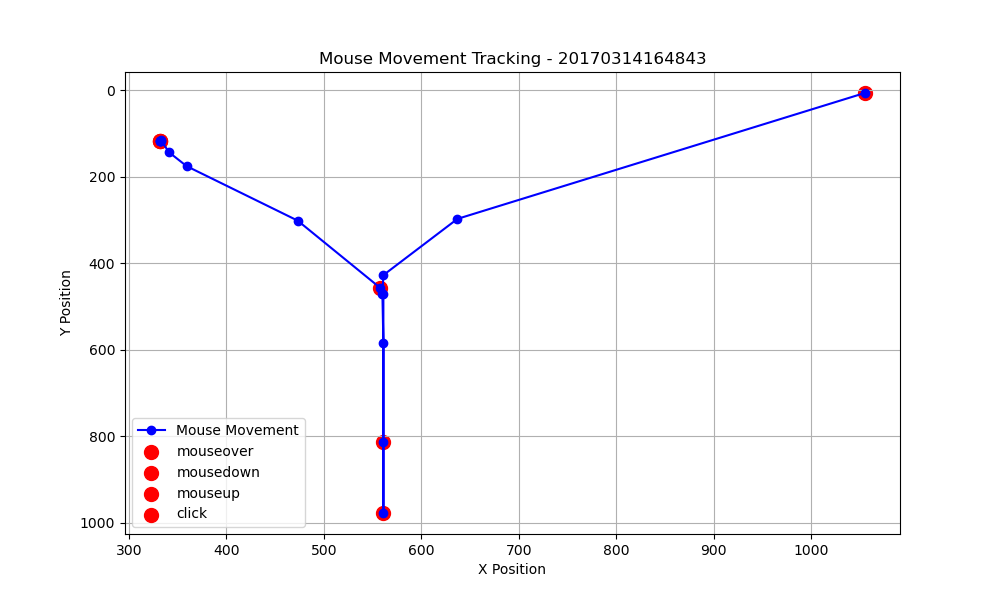 Mouse Movement Tracking - 20170314164843
0
200
400
600
800
1000
Y Position
Mouse Movement
mouseover
mousedown
mouseup
click
300 400 500 600 700 800 900 1000
X Position